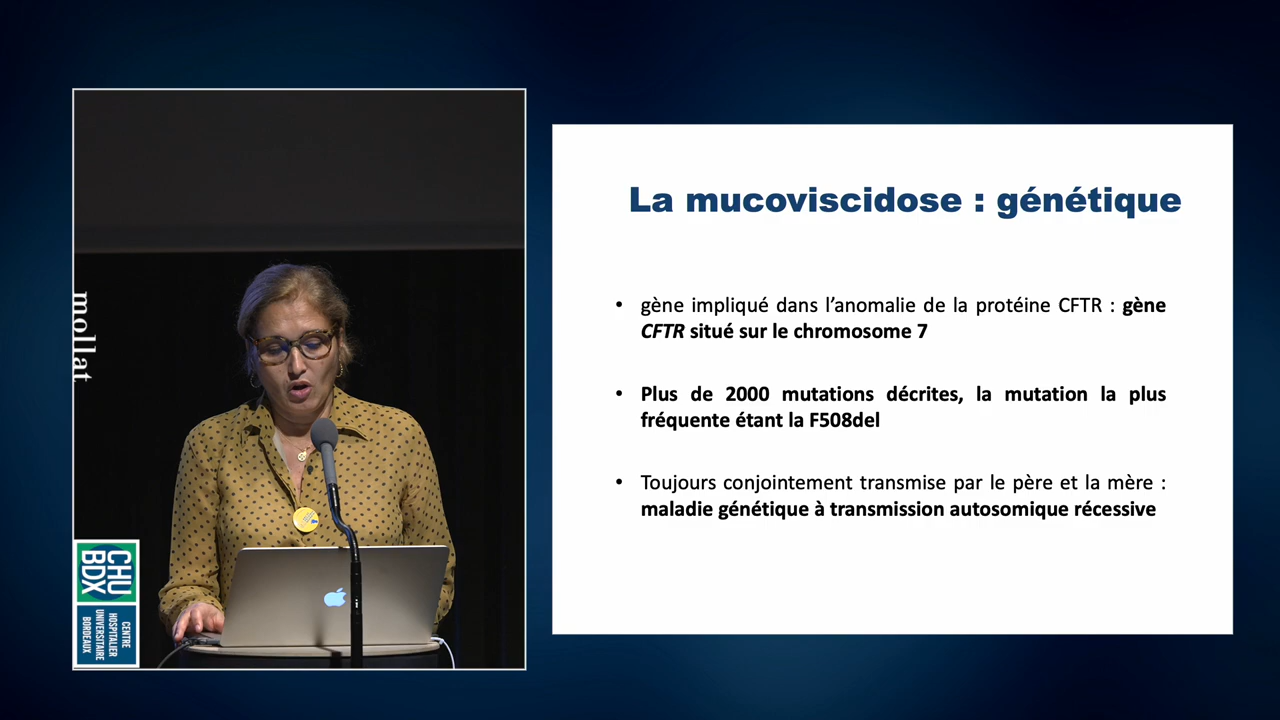 mollat
CHU
BDX
CENTRE
HOSPITALIER
UNIVERSITAIRE
BORDEAUX
La mucoviscidose : génétique
• gène impliqué dans l’anomalie de la protéine CFTR : gène
CFTR situé sur le chromosome 7
• Plus de 2000 mutations décrites, la mutation la plus
fréquente étant la F508del
• Toujours conjointement transmise par le père et la mère :
maladie génétique à transmission autosomique récessive